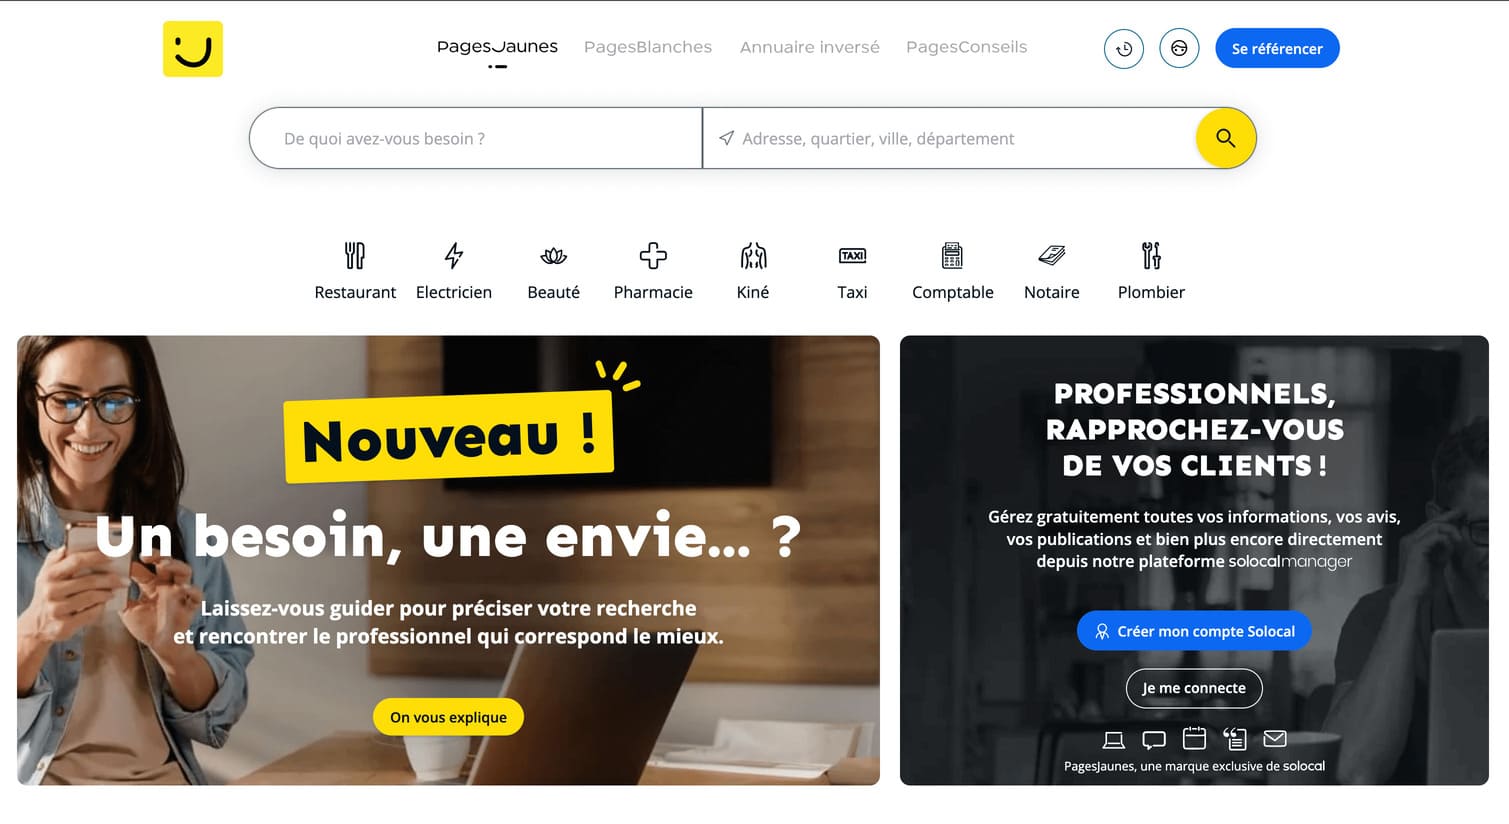 PagesJaunes
PagesBlanches
Annuaire inversé
PagesConseils
Se référencer
De quoi avez-vous besoin ?
Adresse, quartier, ville, département
Restaurant
Electricien
Beauté
Pharmacie
Kiné
TAXI
Taxi
Comptable
Notaire
Plombier
Nouveau !
Un besoin, une envie... ?
Laissez-vous guider pour préciser votre recherche
et rencontrer le professionnel qui correspond le mieux.
On vous explique
PROFESSIONNELS,
RAPPROCHEZ-VOUS
DE VOS CLIENTS !
Gérez gratuitement toutes vos informations, vos avis,
vos publications et bien plus encore directement
depuis notre plateforme solocalmanager
Créer mon compte Solocal
Je me connecte
PagesJaunes, une marque exclusive de solocal